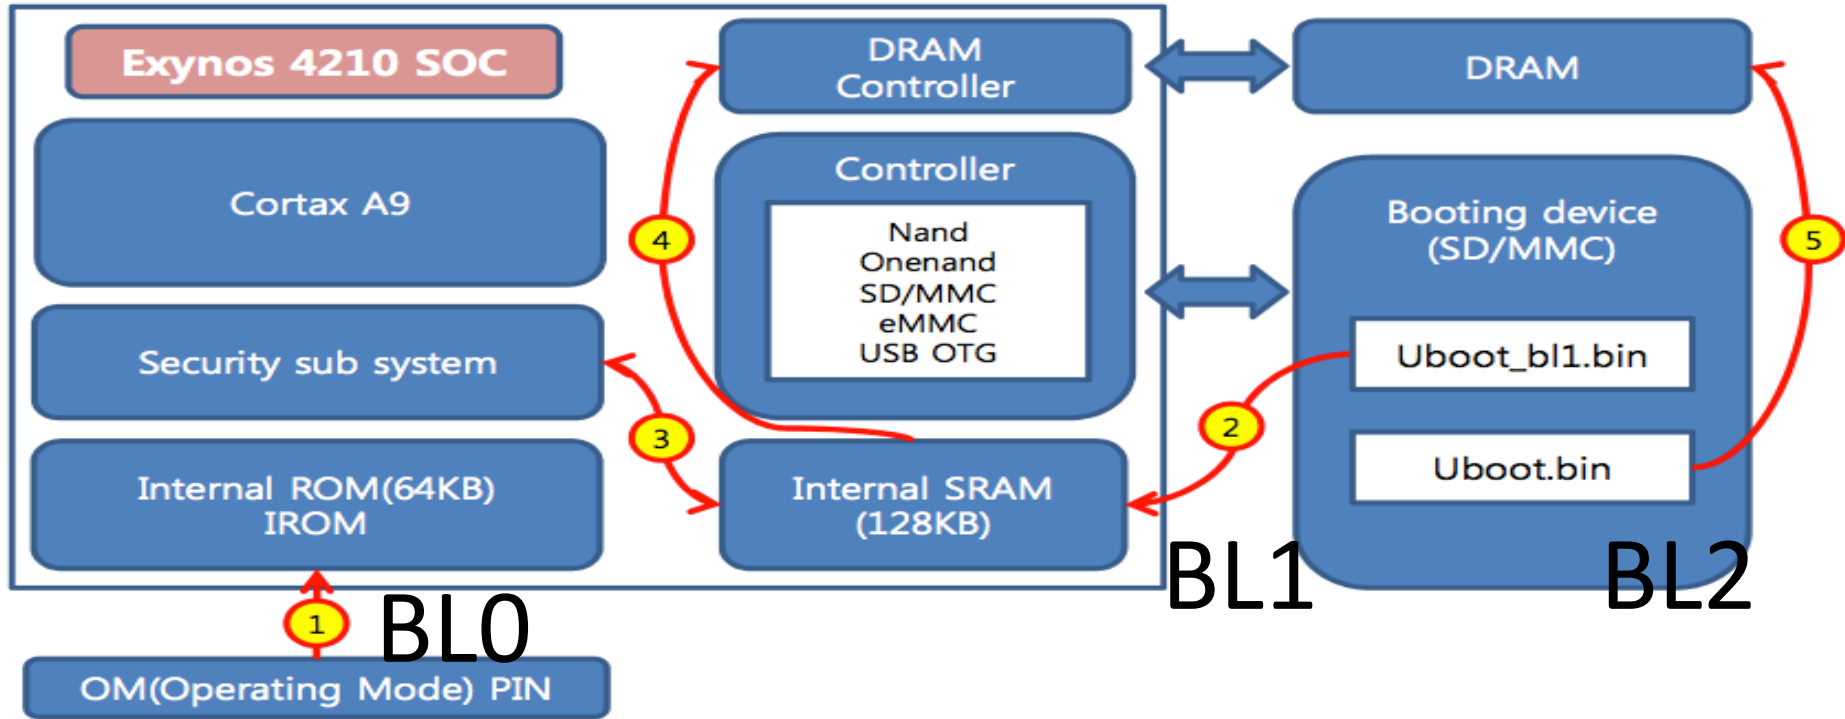 Exynos 4210 SOC
Cortax A9
Security sub system
Internal ROM(64KB)
IROM
1
BL0
OM(Operating Mode) PIN
DRAM
Controller
Controller
Nand
Onenand
SD/MMC
eMMC
USB OTG
4
3
Internal SRAM
(128KB)
2
BL1
DRAM
Booting device
(SD/MMC)
Uboot_bl1.bin
Uboot.bin
5
BL2